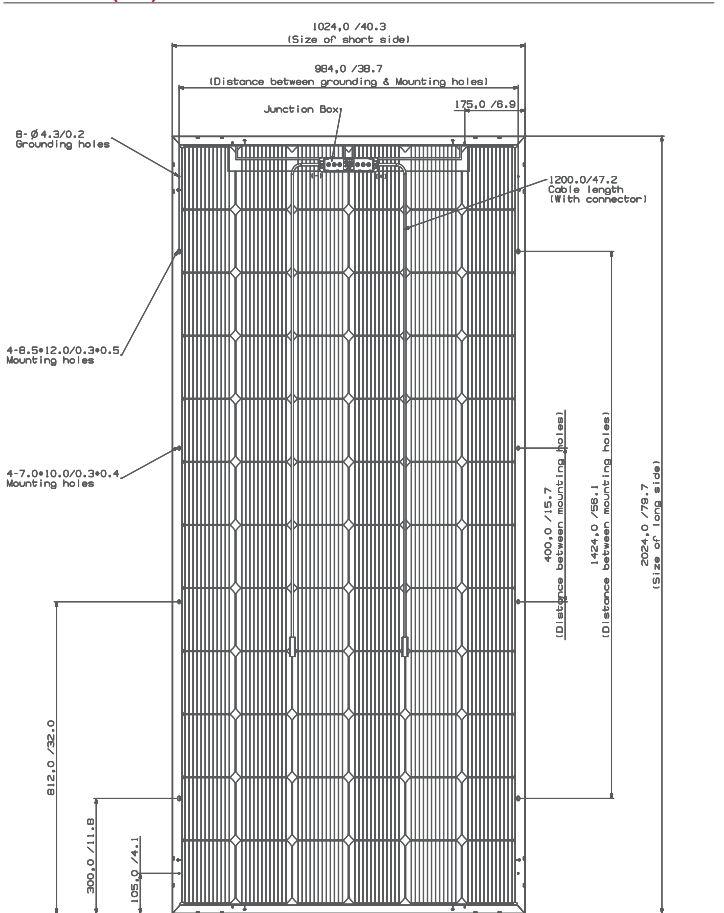 1024,0 /40.3
(Size of short side)
984,0 /38.7
(Distance between grounding & Mounting holes)
Junction Box
175,0 /6.9
8-Ø4.3/0.2
Grounding holes
1200.0/47.2
Cable length
(With connector)
4-8.5*12.0/0.3*0.5
Mounting holes
4-7.0*10.0/0.3*0.4
Mounting holes
400,0 /15.7
(Distance between mounting holes)
1424,0 /56.1
(Distance between mounting holes)
2024,0 /79.7
(Size of long side)
812,0 /32.0
300,0 /11.8
105,0 /4.1